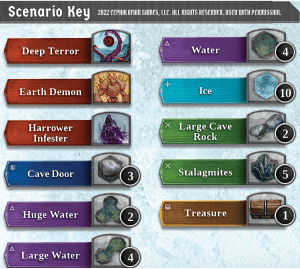 Scenario Key 2022 CEPHALOFAIR GAMES, LLC. ALL RIGHTS RESERVED. USED WITH PERMISSION.
Deep Terror
Earth Demon
Harrower
Infester
Cave Door 3
Huge Water 2
Large Water 4
Water 4
Ice 10
Large Cave
Rock 2
Stalagmites 5
Treasure 1